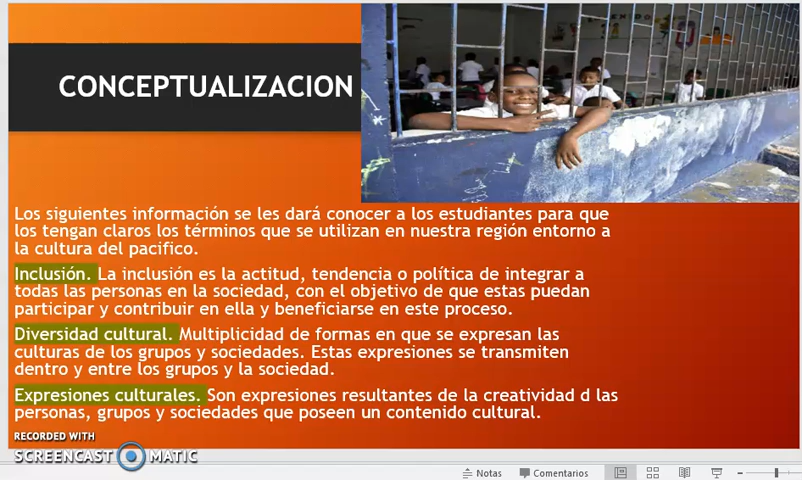 CONCEPTUALIZACION
Los siguientes información se les dará conocer a los estudiantes para que
los tengan claros los términos que se utilizan en nuestra región entorno a
la cultura del pacifico.
Inclusión. La inclusión es la actitud, tendencia o política de integrar a
todas las personas en la sociedad, con el objetivo de que estas puedan
participar y contribuir en ella y beneficiarse en este proceso.
Diversidad cultural. Multiplicidad de formas en que se expresan las
culturas de los grupos y sociedades. Estas expresiones se transmiten
dentro y entre los grupos y la sociedad.
Expresiones culturales. Son expresiones resultantes de la creatividad d las
personas, grupos y sociedades que poseen un contenido cultural.
RECORDED WITH
SCREENCAST MATIC
Notas Comentarios